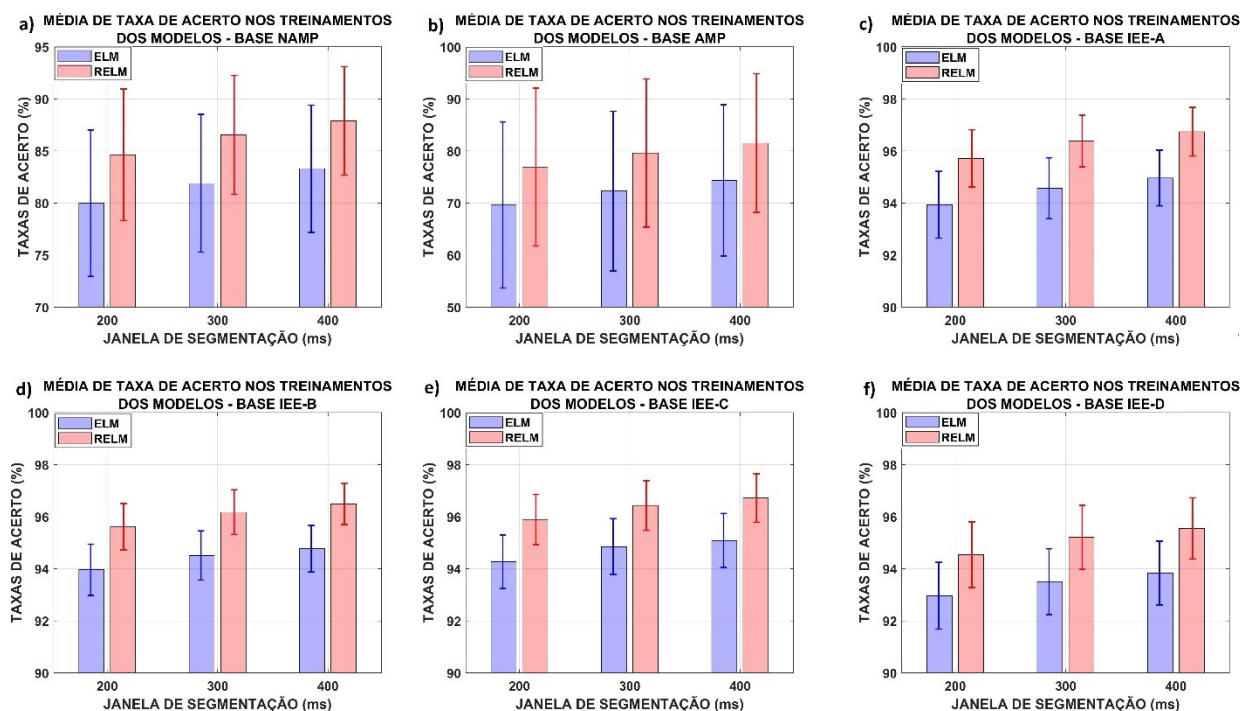 a) MÉDIA DE TAXA DE ACERTO NOS TREINAMENTOS
DOS MODELOS - BASE NAMP
95
90
85
80
75
70
TAXAS DE ACERTO (%)
ELM
RELM
200 300 400
JANELA DE SEGMENTAÇÃO (ms)
b) MÉDIA DE TAXA DE ACERTO NOS TREINAMENTOS
DOS MODELOS - BASE AMP
100
90
80
70
60
50
TAXAS DE ACERTO (%)
ELM
RELM
200 300 400
JANELA DE SEGMENTAÇÃO (ms)
c) MÉDIA DE TAXA DE ACERTO NOS TREINAMENTOS
DOS MODELOS - BASE IEE-A
100
98
96
94
92
90
TAXAS DE ACERTO (%)
ELM
RELM
200 300 400
JANELA DE SEGMENTAÇÃO (ms)
d) MÉDIA DE TAXA DE ACERTO NOS TREINAMENTOS
DOS MODELOS - BASE IEE-B
100
98
96
94
92
90
TAXAS DE ACERTO (%)
ELM
RELM
200 300 400
JANELA DE SEGMENTAÇÃO (ms)
e) MÉDIA DE TAXA DE ACERTO NOS TREINAMENTOS
DOS MODELOS - BASE IEE-C
100
98
96
94
92
90
TAXAS DE ACERTO (%)
ELM
RELM
200 300 400
JANELA DE SEGMENTAÇÃO (ms)
f) MÉDIA DE TAXA DE ACERTO NOS TREINAMENTOS
DOS MODELOS - BASE IEE-D
100
98
96
94
92
90
TAXAS DE ACERTO (%)
ELM
RELM
200 300 400
JANELA DE SEGMENTAÇÃO (ms)